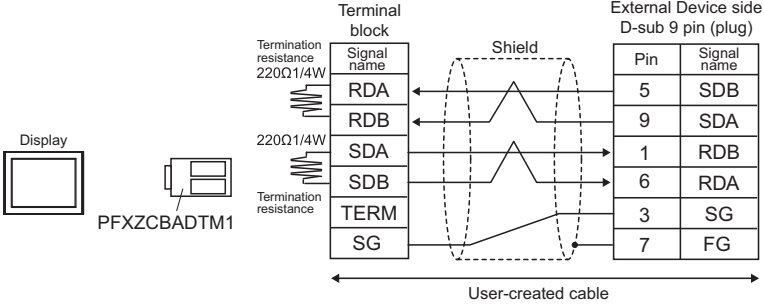 Terminal
block
External Device side
D-sub 9 pin (plug)
Termination
resistance
220Ω1/4W
Signal
name
Shield
Pin
Signal
name
RDA
5
SDB
RDB
9
SDA
Display
220Ω1/4W
SDA
1
RDB
SDB
6
RDA
Termination
resistance
PFXZCBADTM1
TERM
3
SG
SG
7
FG
User-created cable